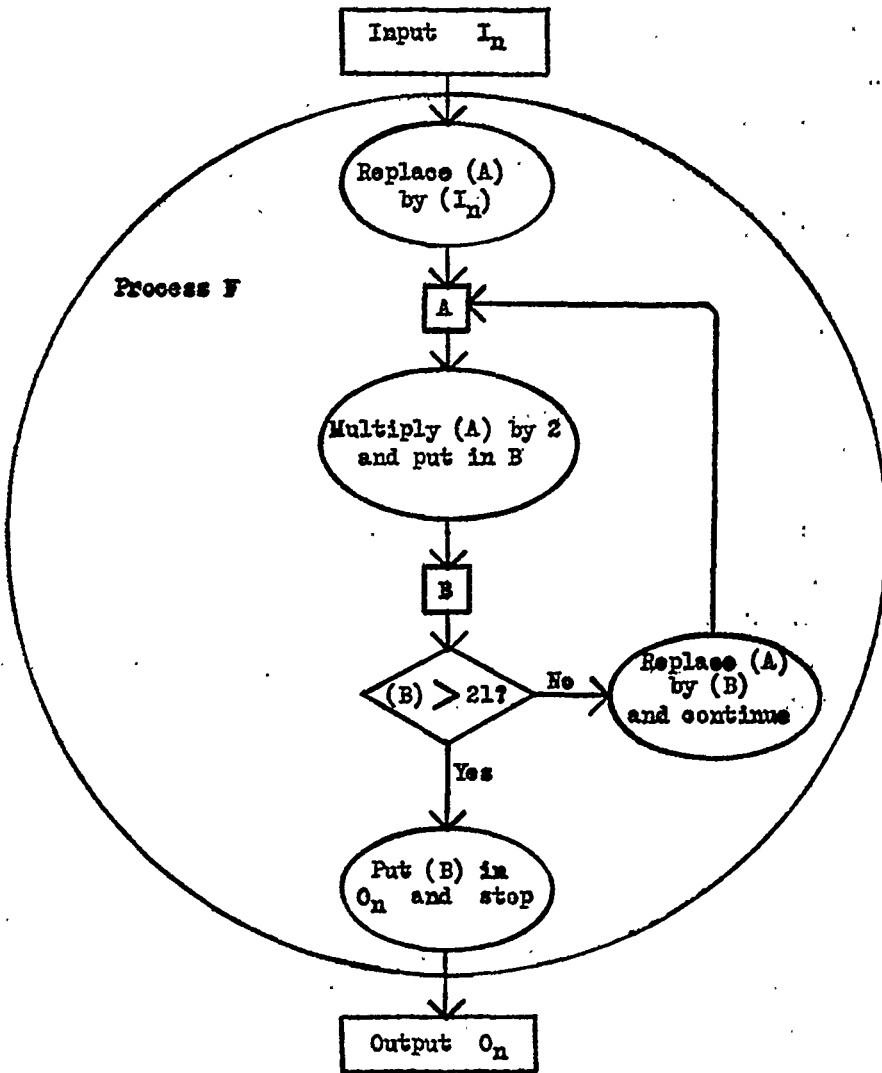 Input I_n
Replace (A)
by (I_n)
Process F
A
Multiply (A) by 2
and put in B
B
(B) > 21?
No
Replace (A)
by (B)
and continue
Yes
Put (B) in
O_n and stop
Output O_n